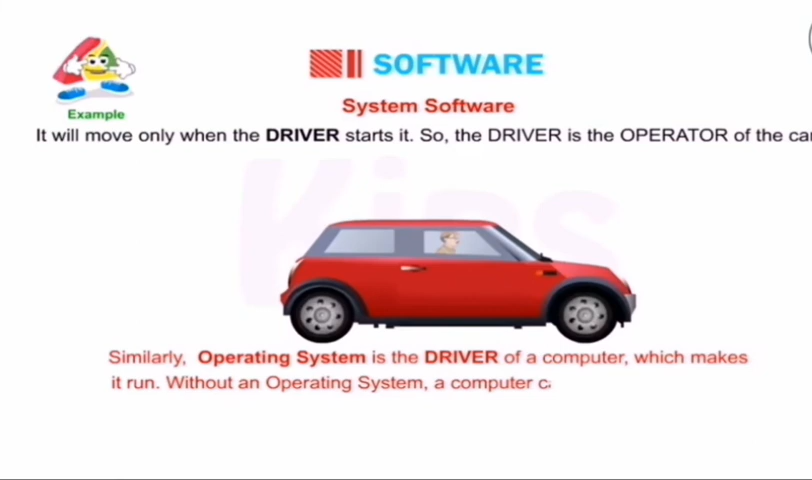 SOFTWARE
System Software
Example
It will move only when the DRIVER starts it. So, the DRIVER is the OPERATOR of the
Similarly, Operating System is the DRIVER of a computer, which makes
it run. Without an Operating System, a computer
Kips